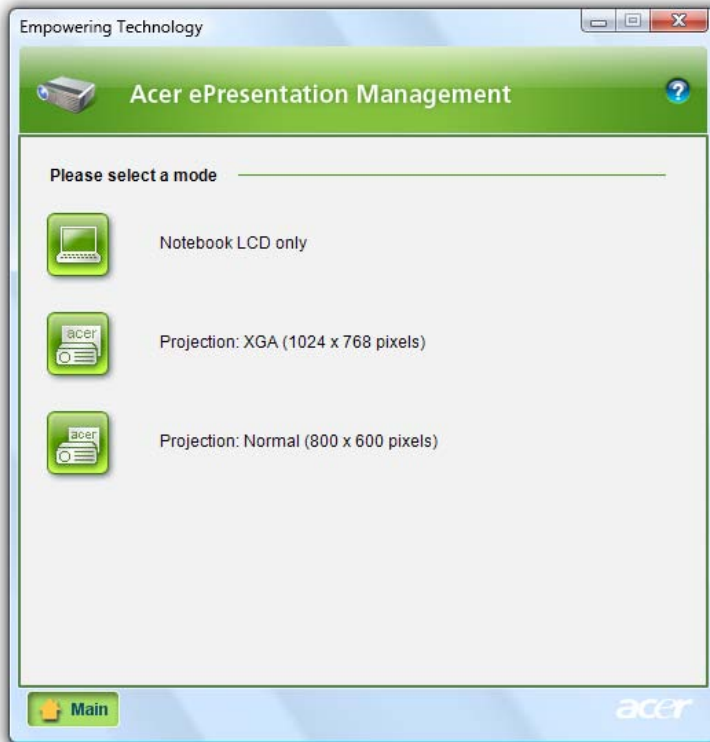 Empowering Technology
Acer ePresentation Management
?
Please select a mode
Notebook LCD only
acer
Projection: XGA (1024 x 768 pixels)
acer
Projection: Normal (800 x 600 pixels)
Main
acer